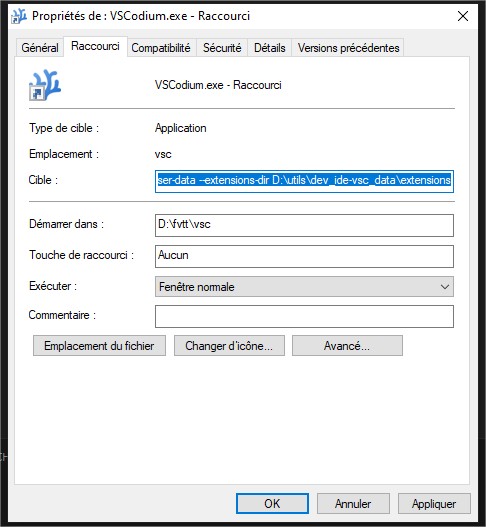 Propriétés de : VSCodium.exe - Raccourci
Général Raccourci Compatibilité Sécurité Détails Versions précédentes
VSCodium.exe - Raccourci
Type de cible : Application
Emplacement : vsc
Cible : ser-data --extensions-dir D:\utils\dev_ide-vsc_data\extensions
Démarrer dans : D:\fvtt\vsc
Touche de raccourci : Aucun
Exécuter : Fenêtre normale
Commentaire :
Emplacement du fichier Changer d'icône... Avancé...
OK Annuler Appliquer